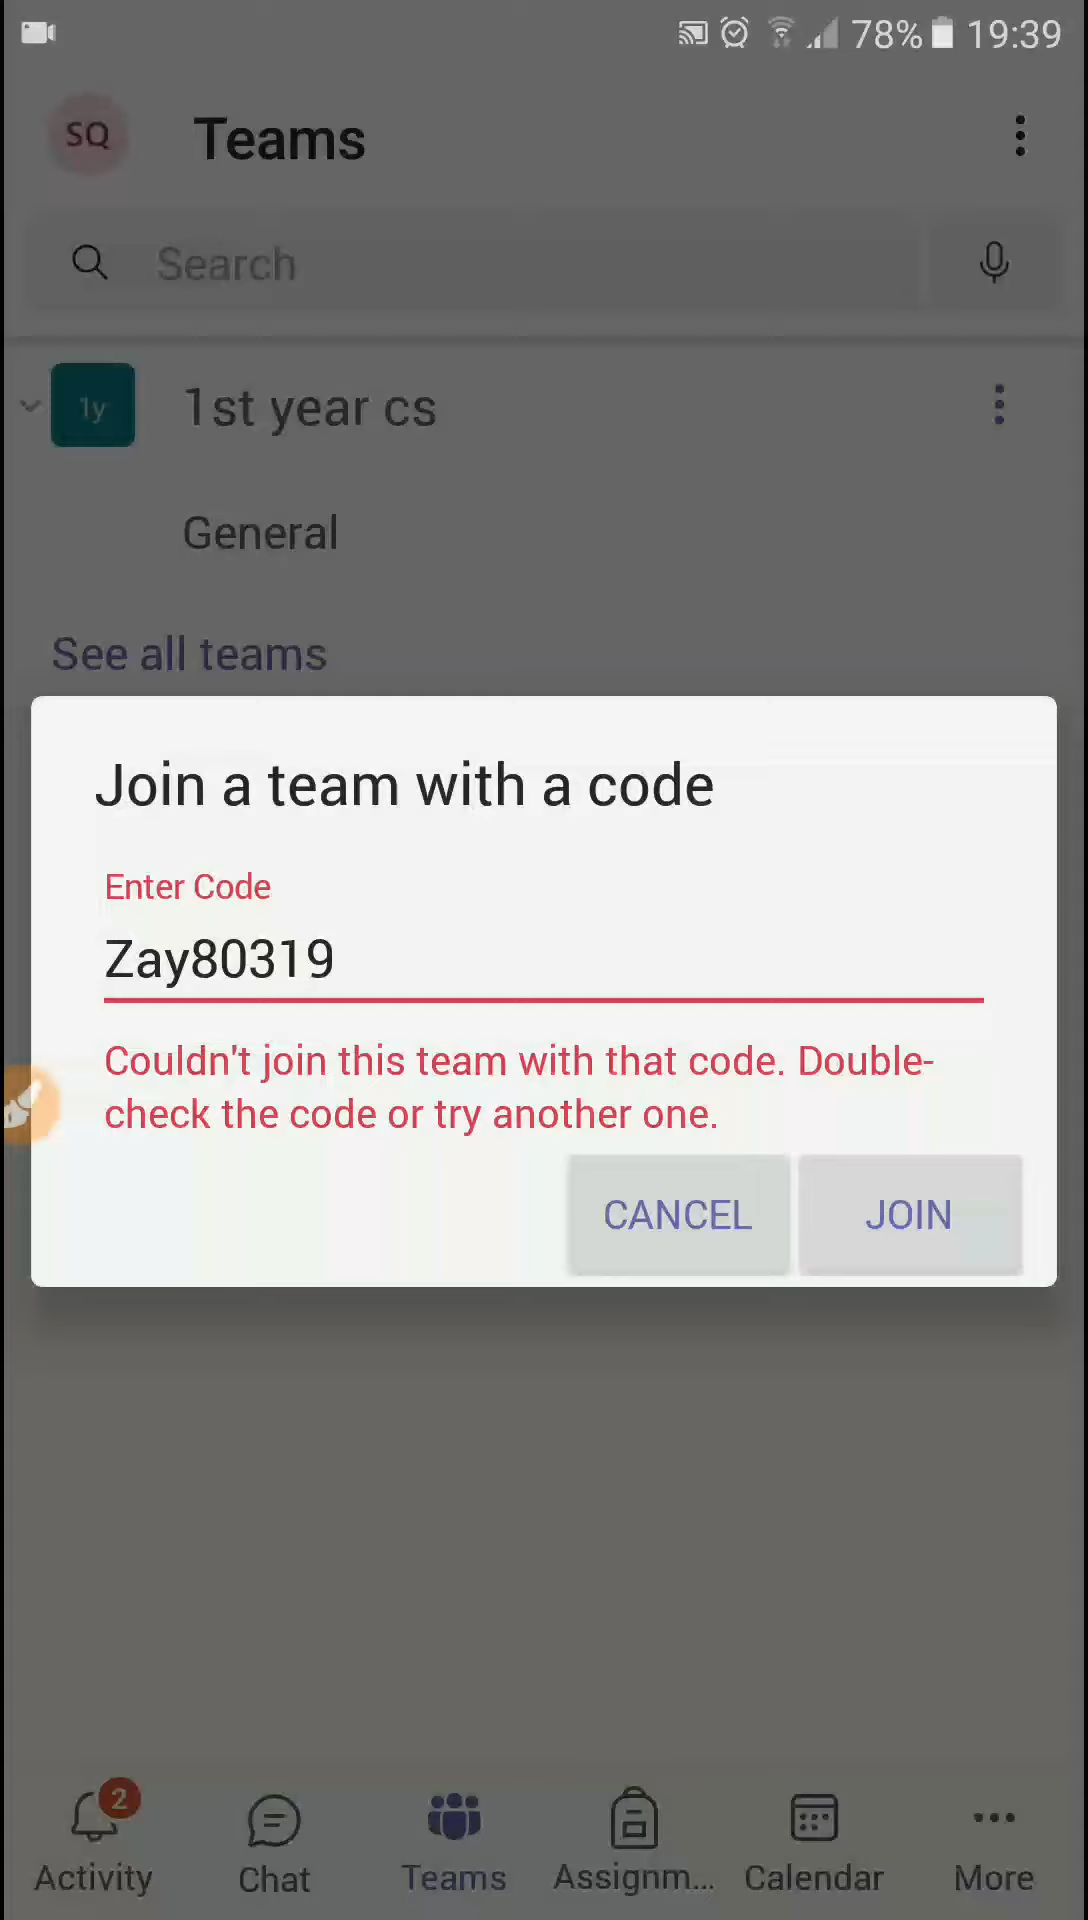 78% 19:39
SQ Teams
Search
1y 1st year cs
General
See all teams
Join a team with a code
Enter Code
Zay80319
Couldn't join this team with that code. Double-
check the code or try another one.
CANCEL JOIN
2
Activity Chat Teams Assignm... Calendar More